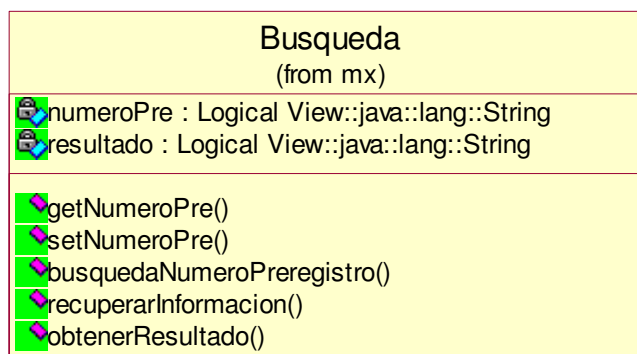 Busqueda
(from mx)
numeroPre : Logical View::java::lang::String
resultado : Logical View::java::lang::String
getNumeroPre()
setNumeroPre()
busquedaNumeroPreregistro()
recuperarInformacion()
obtenerResultado()